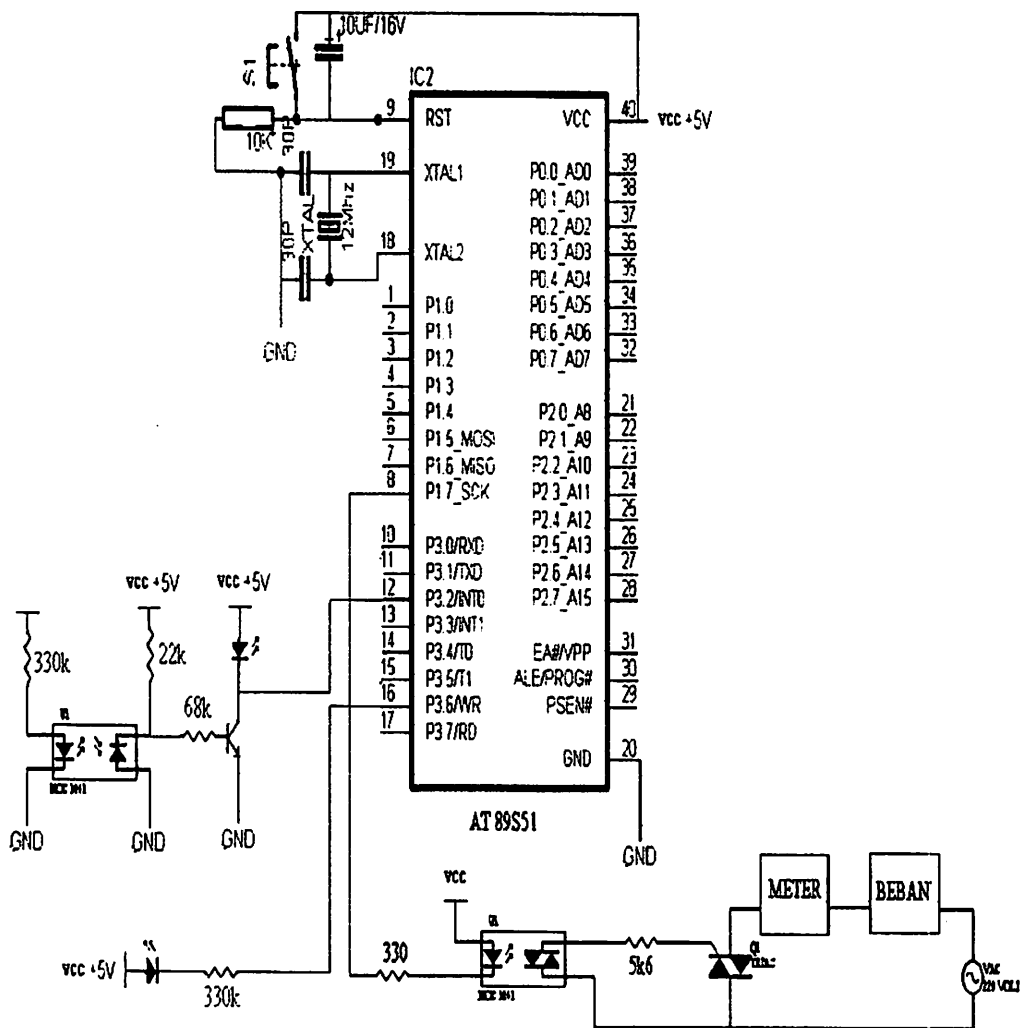 10UF/16V
S1
IC2
9 RST VCC 40 VCC +5V
10K
30P
19 XTAL1 P0.0_AD0 39
P0.1_AD1 38
XTAL
12Mhz
P0.2_AD2 37
30P
18 XTAL2 P0.3_AD3 36
P0.4_AD4 35
1 P1.0 P0.5_AD5 34
2 P1.1 P0.6_AD6 33
3 P1.2 P0.7_AD7 32
GND
4 P1.3
5 P1.4 P2.0_A8 21
6 P1.5_MOSI P2.1_A9 22
7 P1.6_MISO P2.2_A10 23
8 P1.7_SCK P2.3_A11 24
P2.4_A12 25
10 P3.0/RXD P2.5_A13 26
11 P3.1/TXD P2.6_A14 27
12 P3.2/INT0 P2.7_A15 28
13 P3.3/INT1
14 P3.4/T0 EA#/VPP 31
15 P3.5/T1 ALE/PROG# 30
16 P3.6/WR PSEN# 29
17 P3.7/RD
GND 20
VCC +5V
VCC +5V
330k
22k
68k
GND
GND
GND
AT 89S51
GND
VCC
METER
BEBAN
330
5k6
VCC +5V
330k